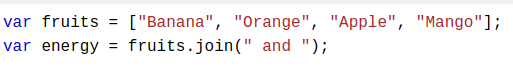 var fruits = ["Banana", "Orange", "Apple", "Mango"];
var energy = fruits.join(" and ");